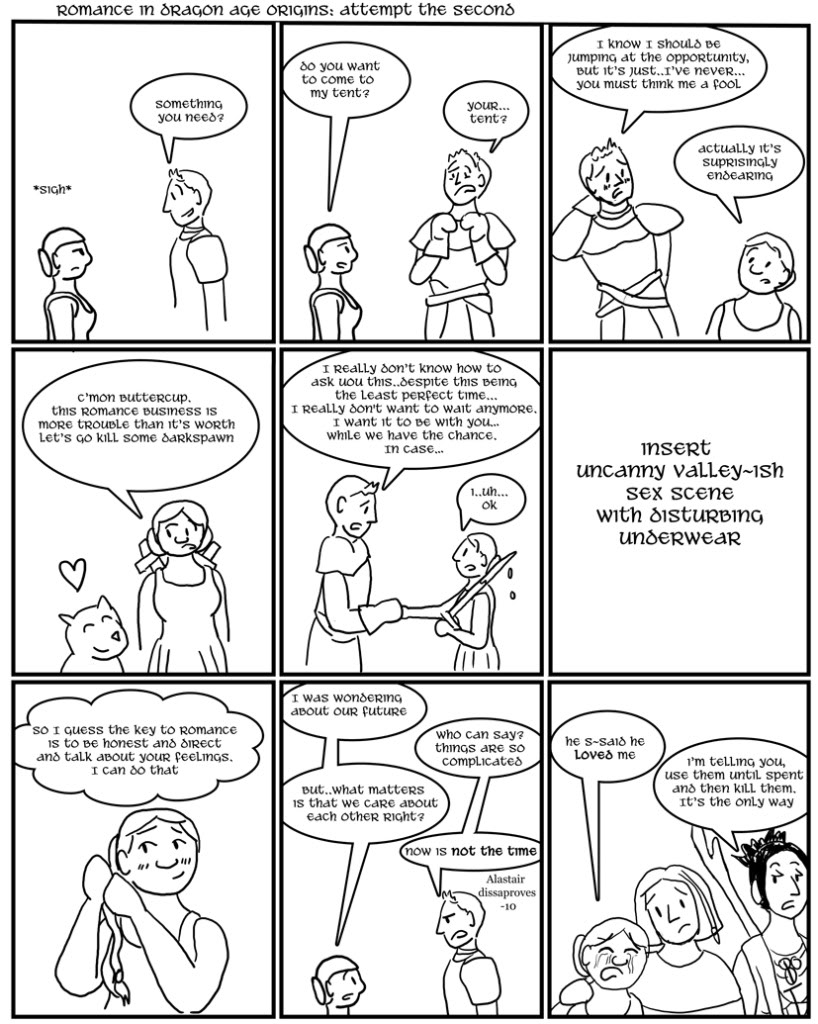 Romance in Dragon Age Origins: Attempt the Second
*sigh*
something
you need?
Do you want
to come to
my tent?
your...
tent?
I know I should be
jumping at the opportunity,
but it's just..I've never...
you must think me a fool
actually it's
suprisingly
endearing
C'mon Buttercup.
This romance business is
more trouble than it's worth
Let's go kill some darkspawn
I really don't know how to
ask uou this..despite this being
the least perfect time...
I really don't want to wait anymore.
I want it to be with you...
while we have the chance.
In case...
I..uh...
ok
Insert
uncanny valley-ish
sex scene
with disturbing
underwear
So I guess the key to romance
is to be honest and direct
and talk about your feelings.
I can do that
I was wondering
about our future
who can say?
things are so
complicated
But..what matters
is that we care about
each other right?
now is not the time
Alastair
dissaproves
-10
he s-said he
loved me
I'm telling you,
use them until spent
and then kill them.
It's the only way